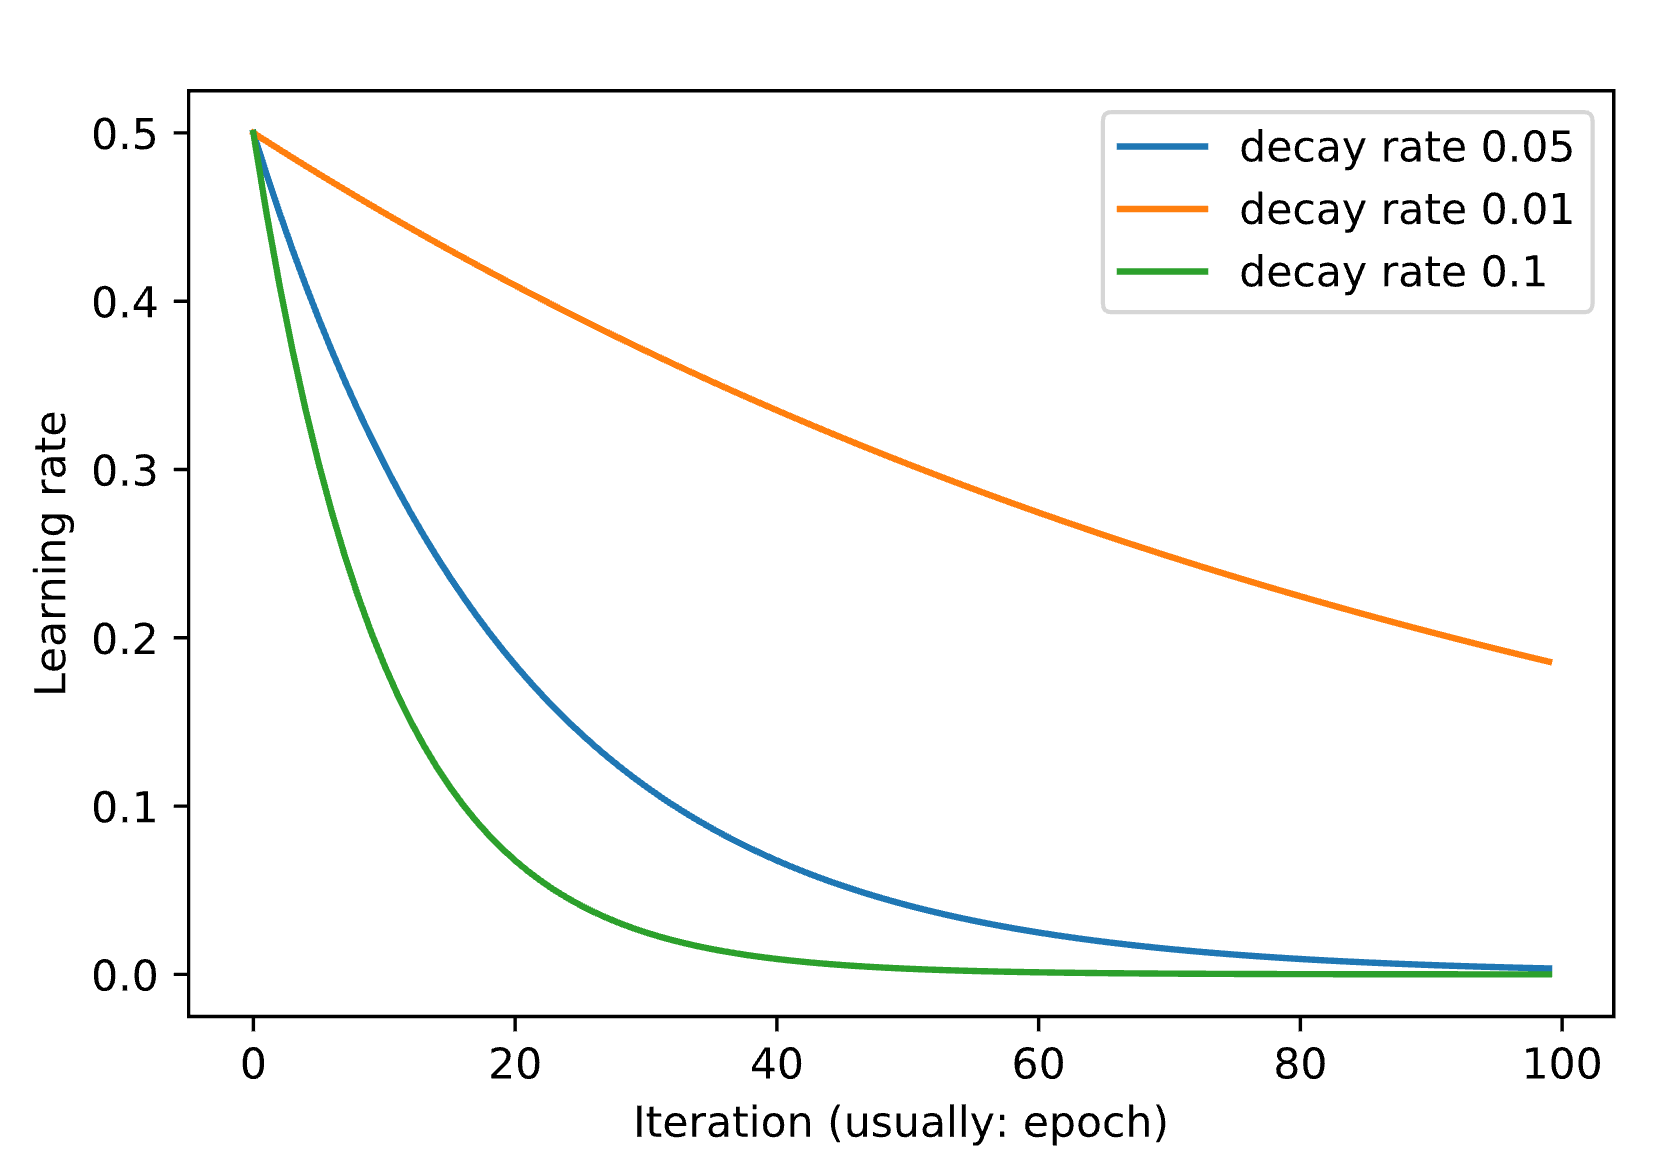 0.5
0.4
0.3
0.2
0.1
0.0
Learning rate
decay rate 0.05
decay rate 0.01
decay rate 0.1
0 20 40 60 80 100
Iteration (usually: epoch)